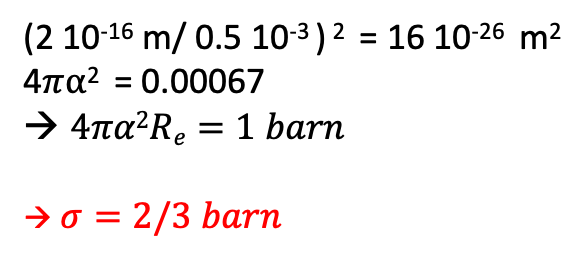 (2 10⁻¹⁶ m/ 0.5 10⁻³ ) ² = 16 10⁻²⁶ m²
4πα² = 0.00067
→ 4πα²Rₑ = 1 barn
→ σ = 2/3 barn